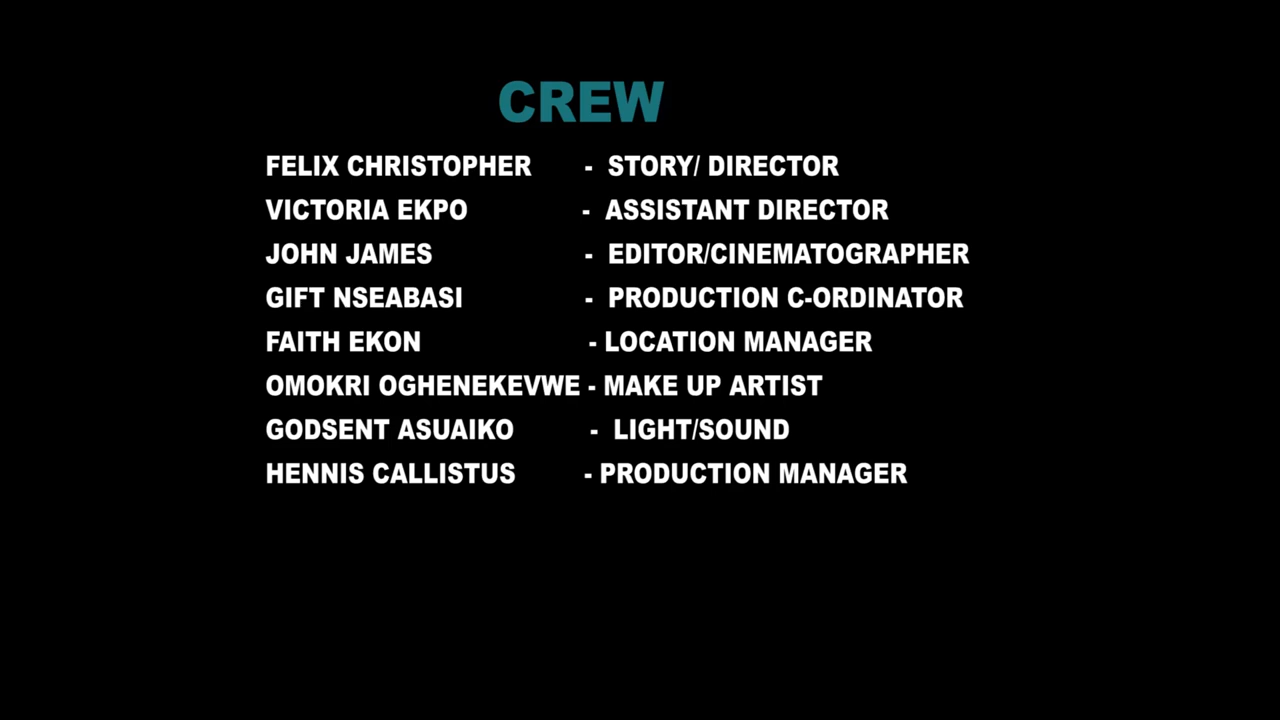 CREW
FELIX CHRISTOPHER - STORY/ DIRECTOR
VICTORIA EKPO - ASSISTANT DIRECTOR
JOHN JAMES - EDITOR/CINEMATOGRAPHER
GIFT NSEABASI - PRODUCTION C-ORDINATOR
FAITH EKON - LOCATION MANAGER
OMOKRI OGHENEKEVWE - MAKE UP ARTIST
GODSENT ASUAIKO - LIGHT/SOUND
HENNIS CALLISTUS - PRODUCTION MANAGER